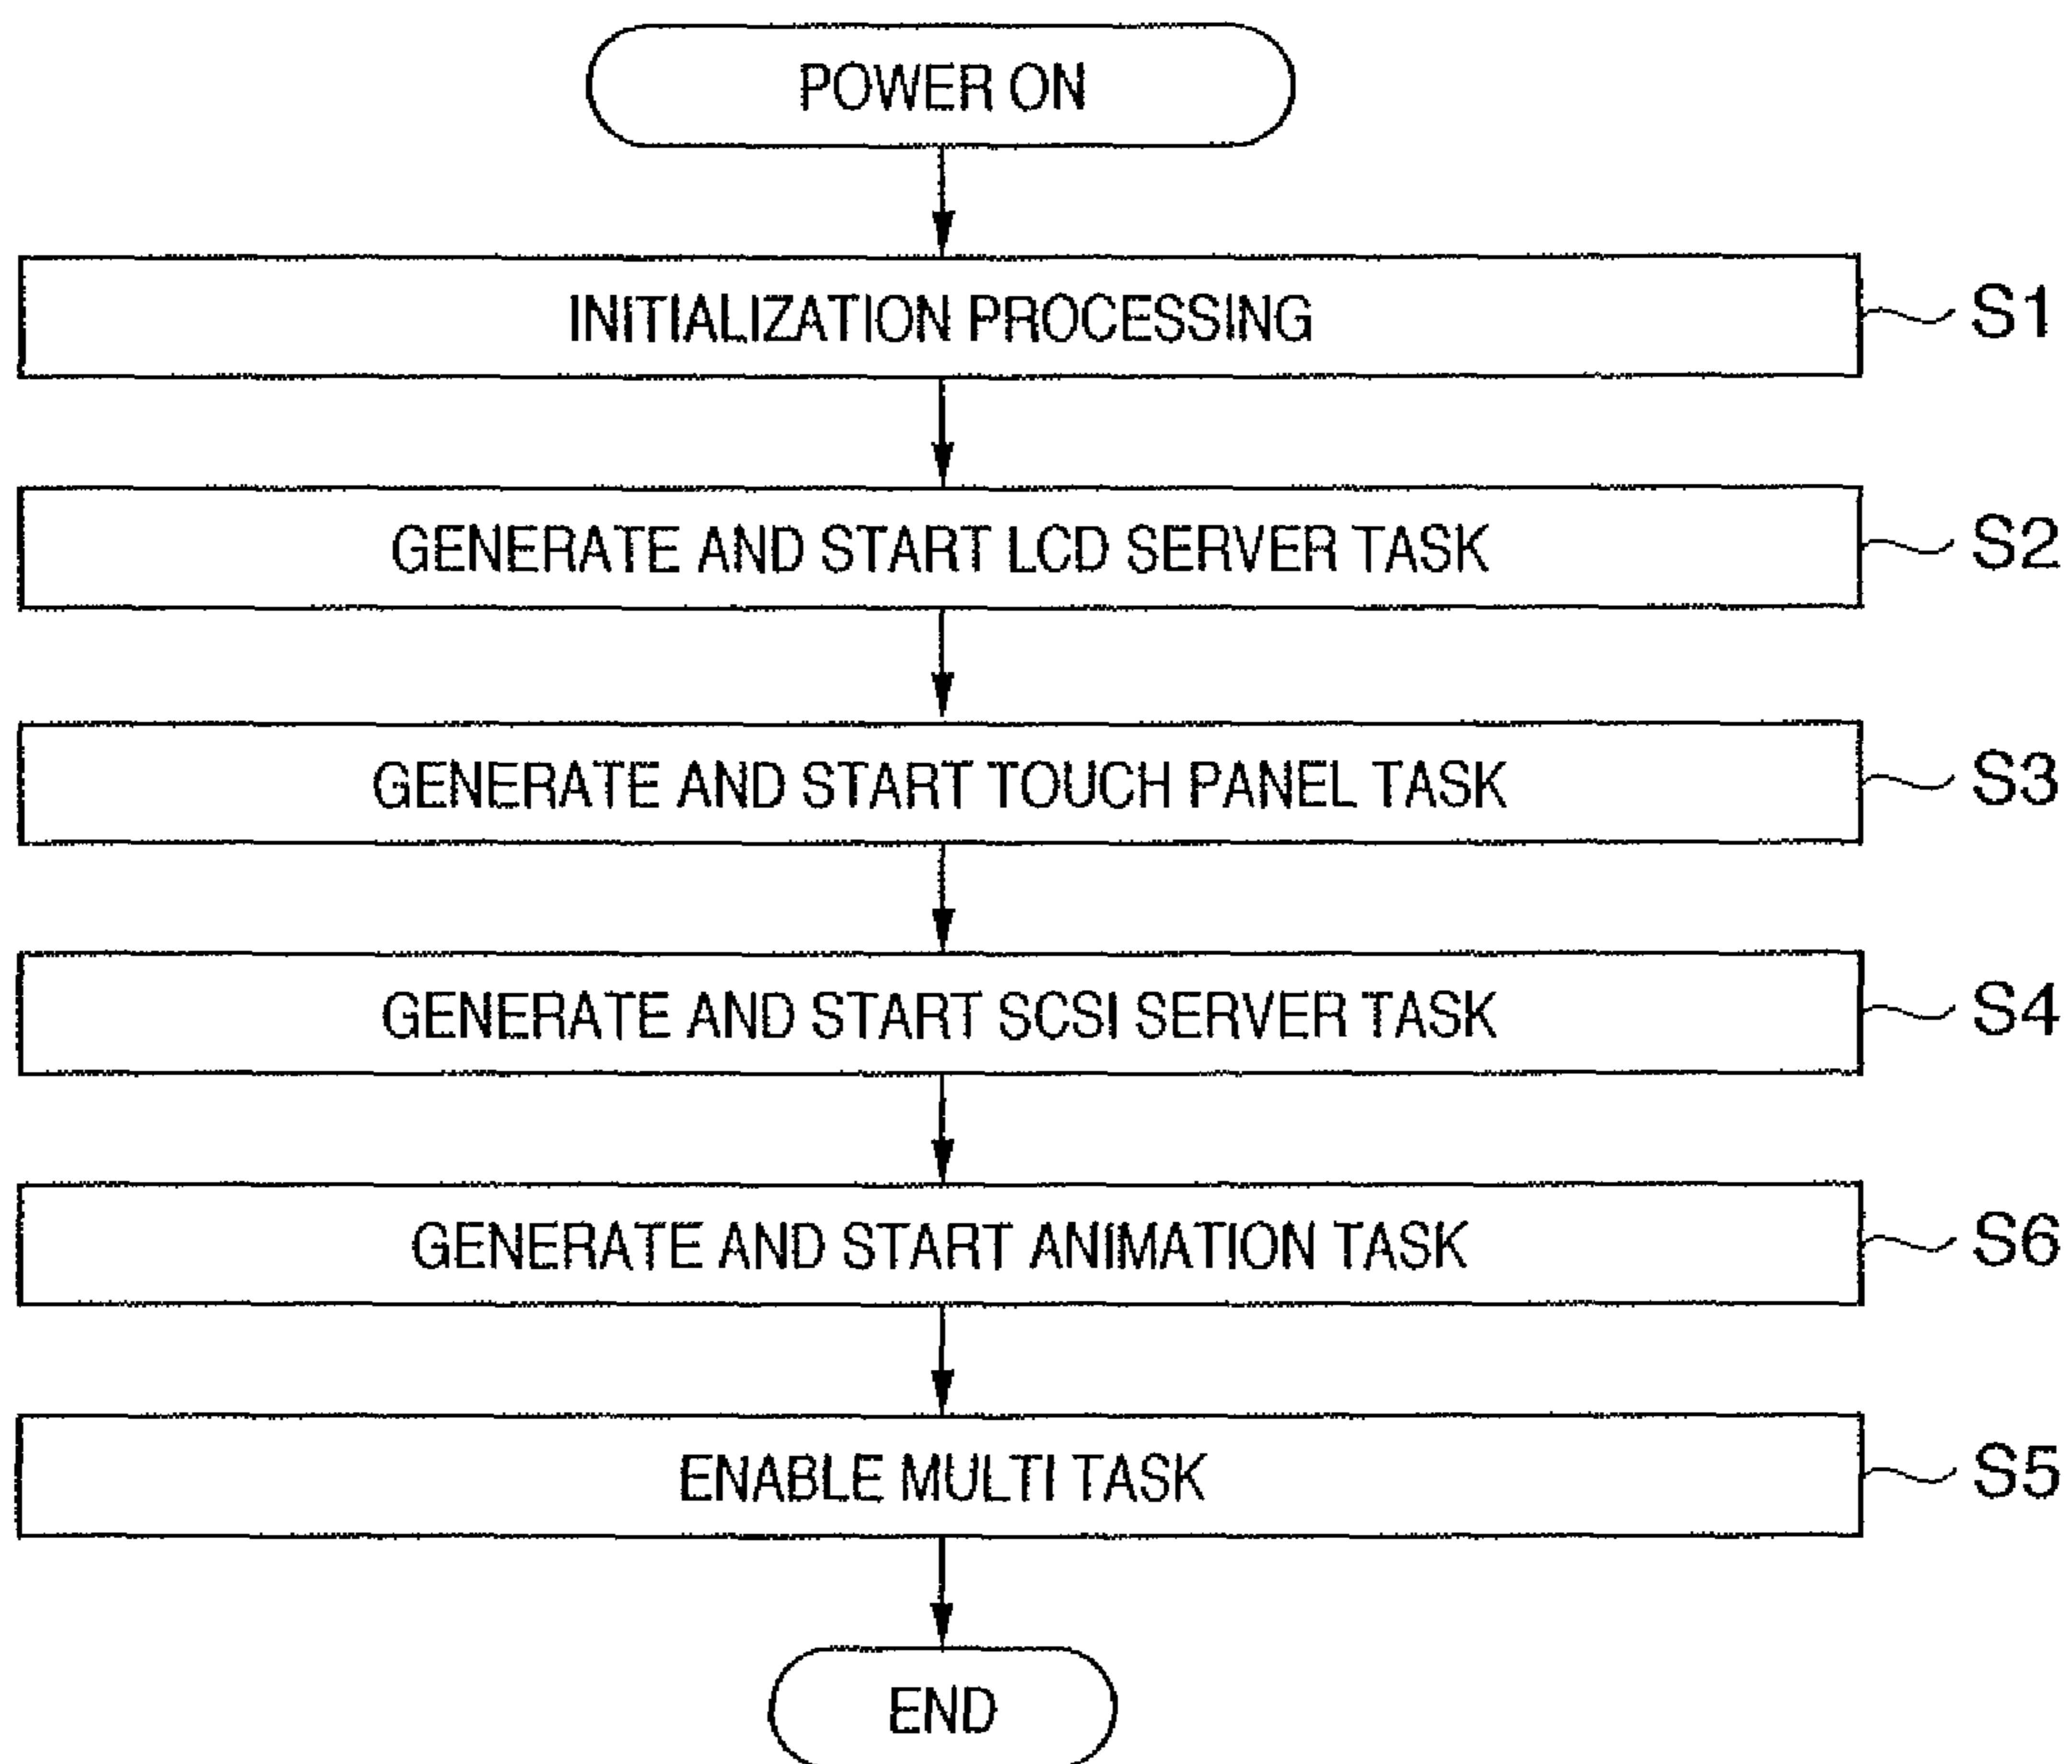 POWER ON
INITIALIZATION PROCESSING
S1
GENERATE AND START LCD SERVER TASK
S2
GENERATE AND START TOUCH PANEL TASK
S3
GENERATE AND START SCSI SERVER TASK
S4
GENERATE AND START ANIMATION TASK
S6
ENABLE MULTI TASK
S5
END